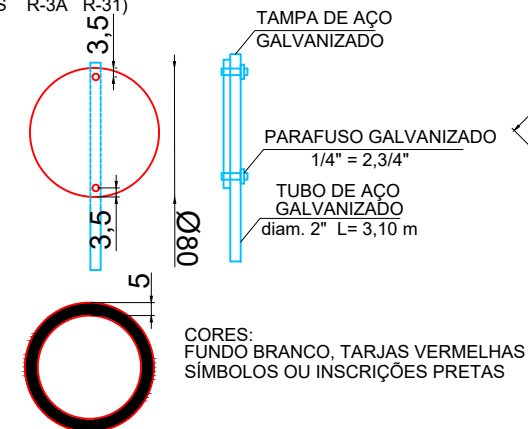 S R-3A R-31)
3,5
TAMPA DE AÇO
GALVANIZADO
PARAFUSO GALVANIZADO
1/4" = 2,3/4"
TUBO DE AÇO
GALVANIZADO
diam. 2" L= 3,10 m
3,5
Ø80
5
CORES:
FUNDO BRANCO, TARJAS VERMELHAS
SÍMBOLOS OU INSCRIÇÕES PRETAS